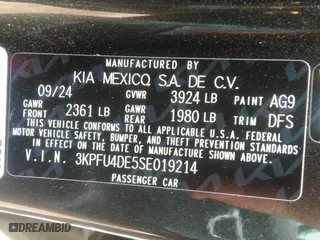 MANUFACTURED BY
KIA MEXICO, S.A. DE C.V.
09/24 GVWR 3924 LB PAINT AG9
GAWR FRONT 2361 LB GAWR REAR 1980 LB TRIM DFS
THIS VEHICLE CONFORMS TO ALL APPLICABLE U.S.A. FEDERAL
MOTOR VEHICLE SAFETY, BUMPER, AND THEFT PREVENTION STANDARDS
IN EFFECT ON THE DATE OF MANUFACTURE SHOWN ABOVE.
V.I.N. 3KPFU4DE5SE019214
PASSENGER CAR
DREAMBID